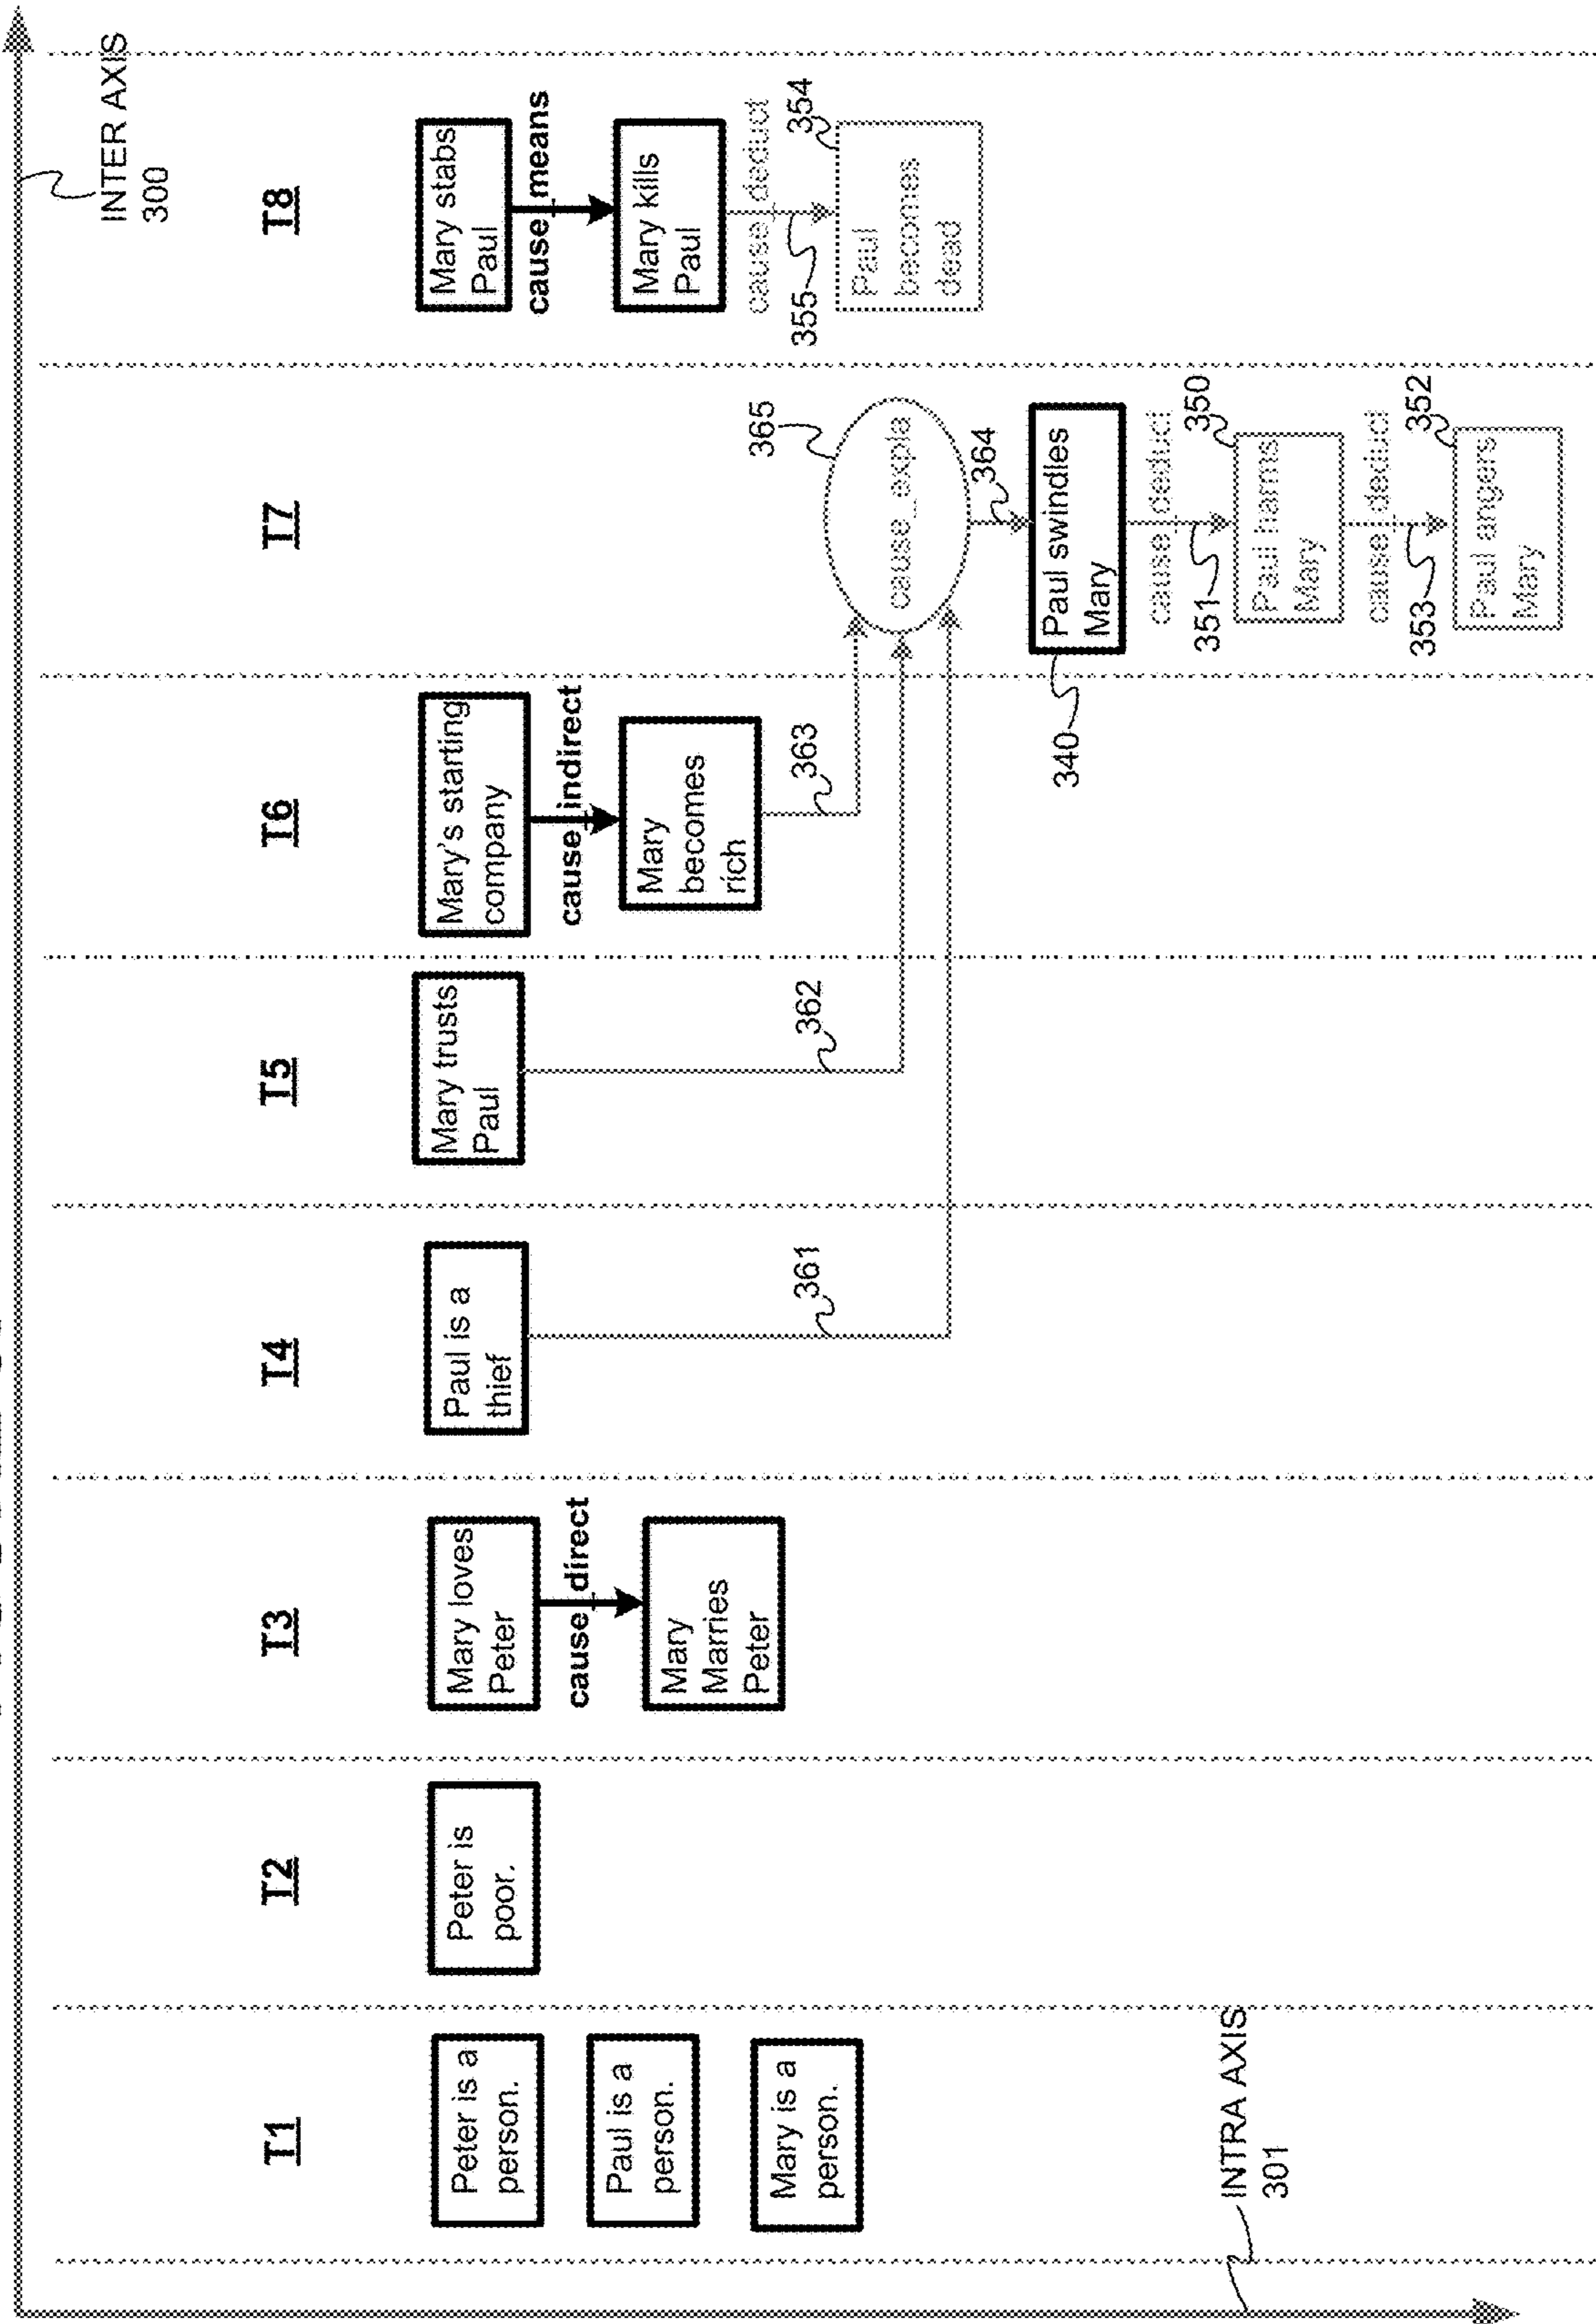 INTER AXIS
300
T1
T2
T3
T4
T5
T6
T7
T8
Peter is a
person.
Paul is a
person.
Mary is a
person.
INTRA AXIS
301
Peter is
poor.
Mary loves
Peter
cause_direct
Mary
Marries
Peter
Paul is a
thief
361
Mary trusts
Paul
362
Mary's starting
company
cause_indirect
Mary
becomes
rich
363
365
cause_expla
364
Paul swindles
Mary
340
cause_deduct
351
350
Paul harms
Mary
cause_deduct
353
352
Paul angers
Mary
Mary stabs
Paul
cause_means
Mary kills
Paul
cause_deduct
355
354
Paul
becomes
dead